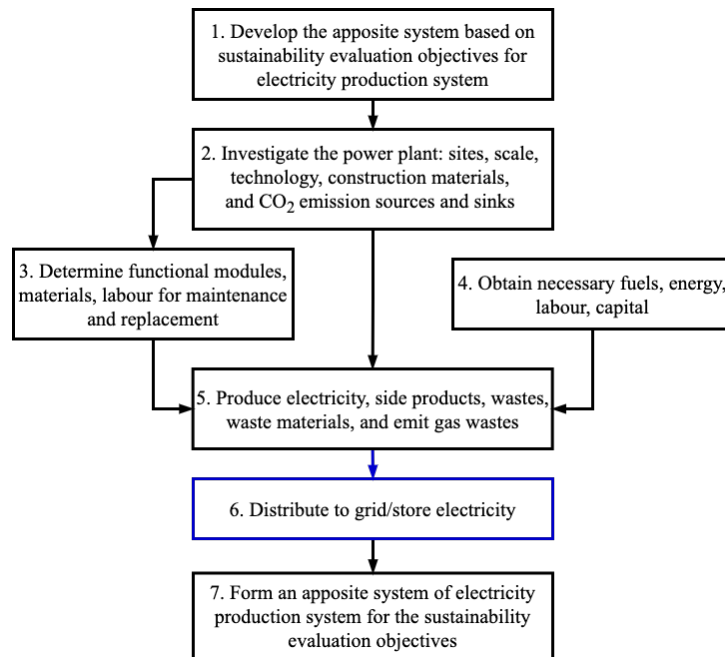 1. Develop the apposite system based on
sustainability evaluation objectives for
electricity production system
2. Investigate the power plant: sites, scale,
technology, construction materials,
and CO₂ emission sources and sinks
3. Determine functional modules,
materials, labour for maintenance
and replacement
4. Obtain necessary fuels, energy,
labour, capital
5. Produce electricity, side products, wastes,
waste materials, and emit gas wastes
6. Distribute to grid/store electricity
7. Form an apposite system of electricity
production system for the sustainability
evaluation objectives